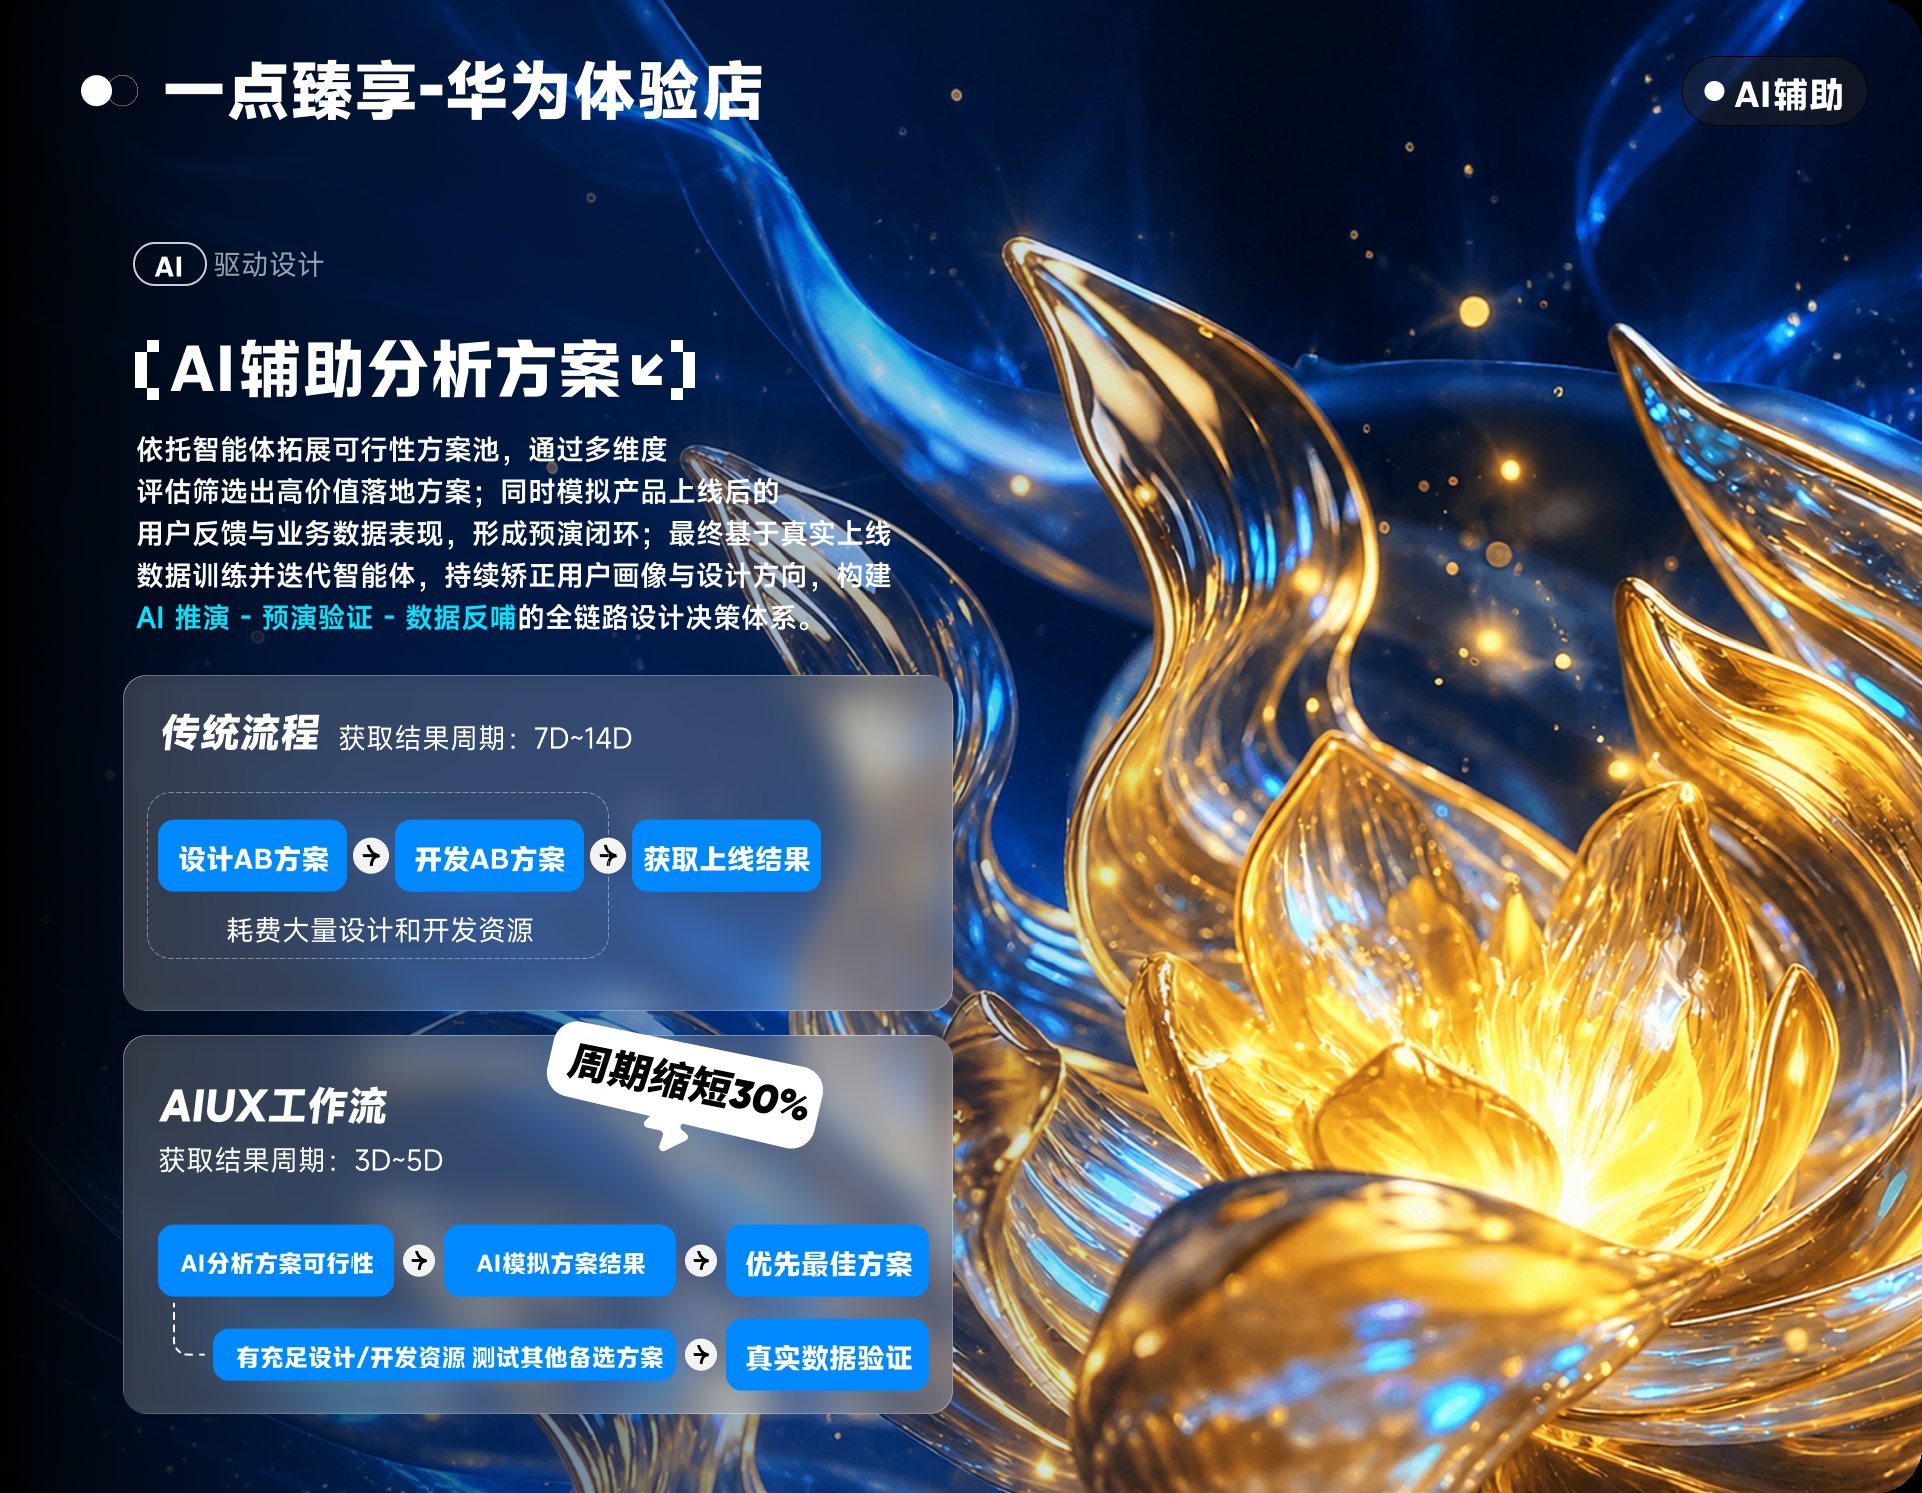 一点臻享-华为体验店
AI辅助
AI 驱动设计
AI辅助分析方案
依托智能体拓展可行性方案池，通过多维度
评估筛选出高价值落地方案；同时模拟产品上线后的
用户反馈与业务数据表现，形成预演闭环；最终基于真实上线
数据训练并迭代智能体，持续矫正用户画像与设计方向，构建
AI 推演 - 预演验证 - 数据反哺的全链路设计决策体系。
传统流程 获取结果周期：7D~14D
设计AB方案 开发AB方案 获取上线结果
耗费大量设计和开发资源
周期缩短30%
AIUX工作流
获取结果周期：3D~5D
AI分析方案可行性 AI模拟方案结果 优先最佳方案
有充足设计/开发资源 测试其他备选方案 真实数据验证